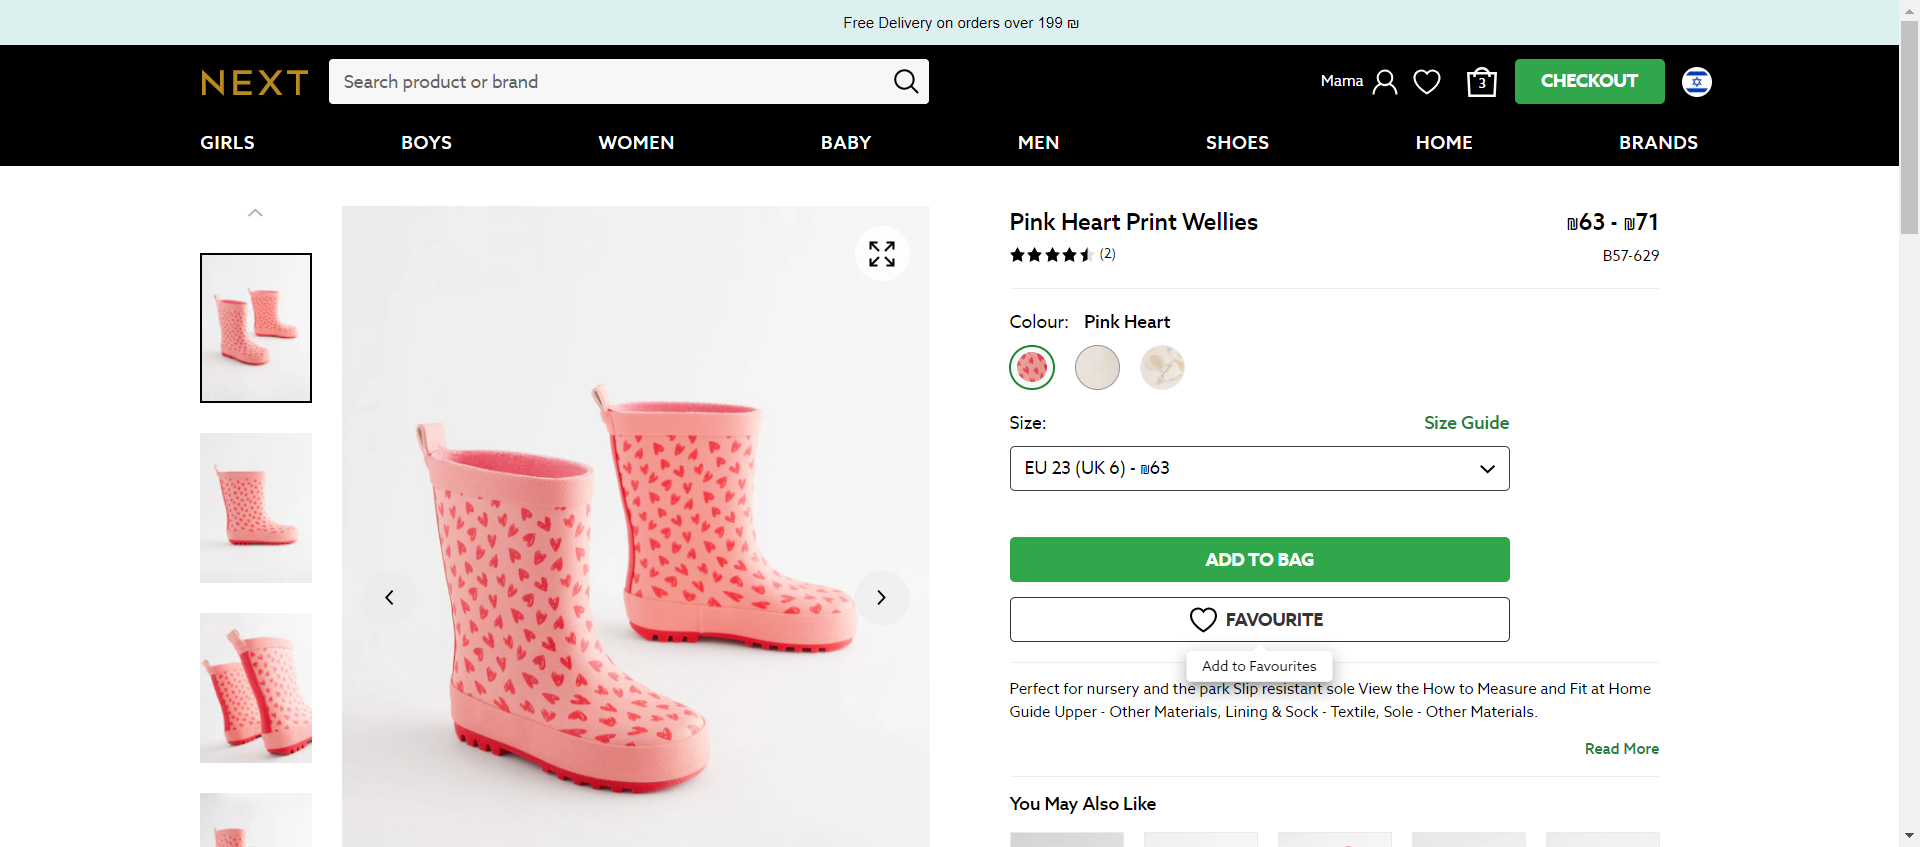 Free Delivery on orders over 199 ₪
NEXT
Search product or brand
Mama
3
CHECKOUT
GIRLS
BOYS
WOMEN
BABY
MEN
SHOES
HOME
BRANDS
Pink Heart Print Wellies
₪63 - ₪71
(2)
B57-629
Colour: Pink Heart
Size:
Size Guide
EU 23 (UK 6) - ₪63
ADD TO BAG
FAVOURITE
Add to Favourites
Perfect for nursery and the park Slip resistant sole View the How to Measure and Fit at Home
Guide Upper - Other Materials, Lining & Sock - Textile, Sole - Other Materials.
Read More
You May Also Like